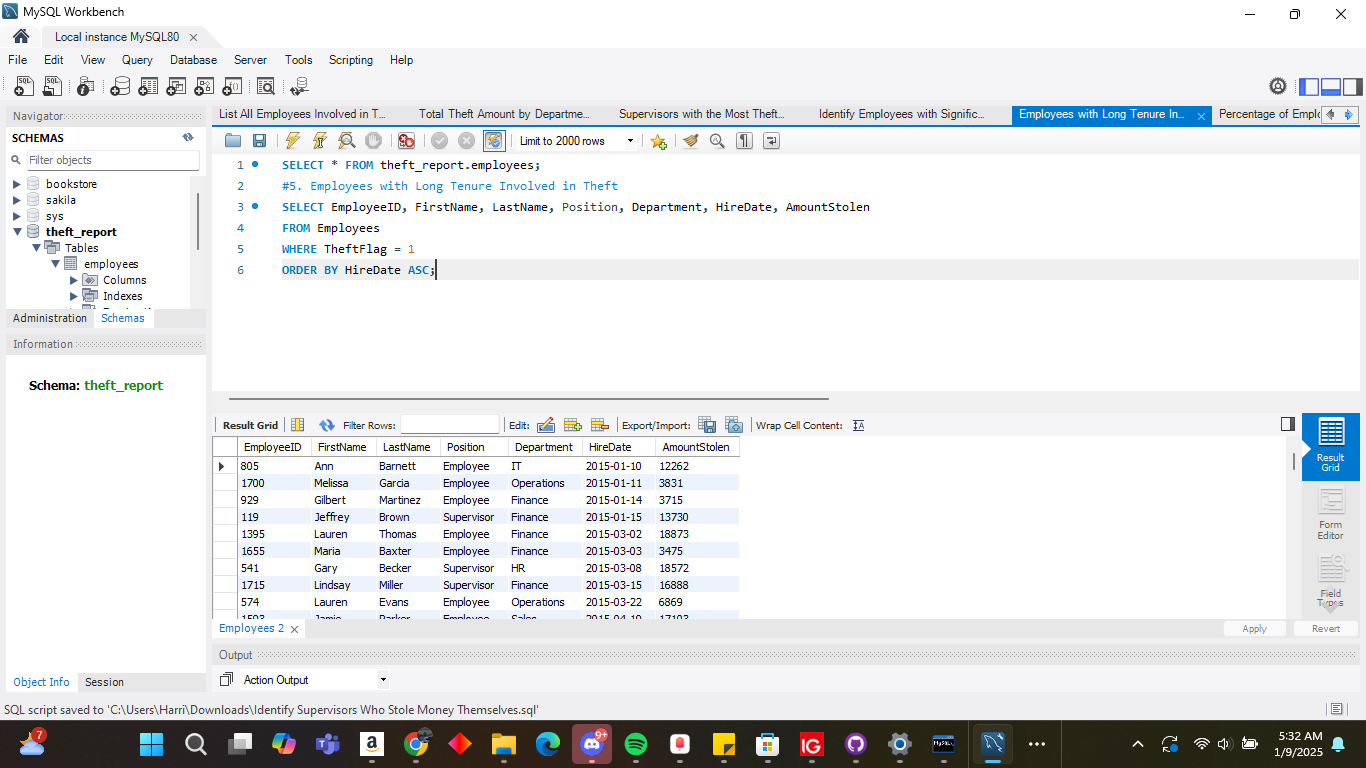 MySQL Workbench
Local instance MySQL80
File Edit View Query Database Server Tools Scripting Help
Navigator
SCHEMAS
Filter objects
bookstore
sakila
sys
theft_report
Tables
employees
Columns
Indexes
Administration Schemas
Information
Schema: theft_report
Object Info Session
List All Employees Involved in T... Total Theft Amount by Departme... Supervisors with the Most Theft... Identify Employees with Signific... Employees with Long Tenure In... Percentage of Empl
Limit to 2000 rows
1 SELECT * FROM theft_report.employees;
2 #5. Employees with Long Tenure Involved in Theft
3 SELECT EmployeeID, FirstName, LastName, Position, Department, HireDate, AmountStolen
4 FROM Employees
5 WHERE TheftFlag = 1
6 ORDER BY HireDate ASC;
Result Grid Filter Rows: Edit: Export/Import: Wrap Cell Content:
EmployeeID FirstName LastName Position Department HireDate AmountStolen
805 Ann Barnett Employee IT 2015-01-10 12262
1700 Melissa Garcia Employee Operations 2015-01-11 3831
929 Gilbert Martinez Employee Finance 2015-01-14 3715
119 Jeffrey Brown Supervisor Finance 2015-01-15 13730
1395 Lauren Thomas Employee Finance 2015-03-02 18873
1655 Maria Baxter Employee Finance 2015-03-03 3475
541 Gary Becker Supervisor HR 2015-03-08 18572
1715 Lindsay Miller Supervisor Finance 2015-03-15 16888
574 Lauren Evans Employee Operations 2015-03-22 6869
Result
Grid
Form
Editor
Field
Types
Employees 2
Apply Revert
Output
Action Output
SQL script saved to 'C:\Users\Harri\Downloads\Identify Supervisors Who Stole Money Themselves.sql'
7
9+
IG
MySQL
5:32 AM
1/9/2025